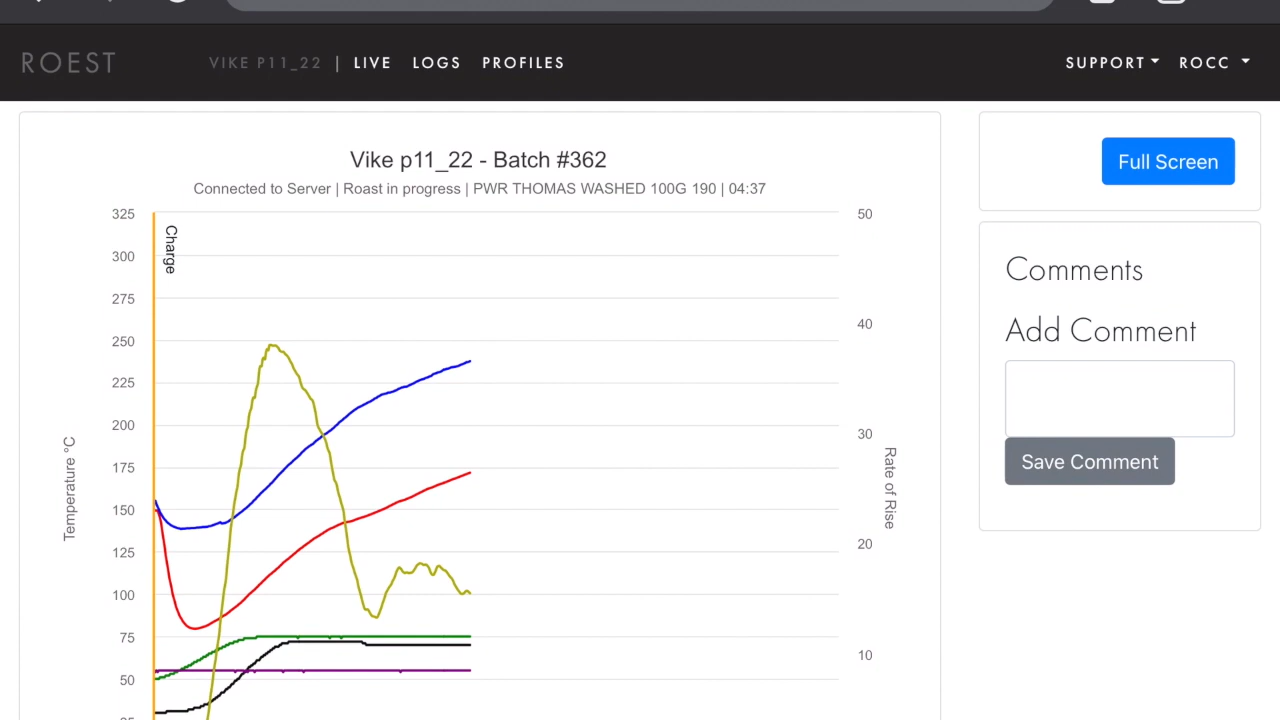 ROEST VIKE P11_22 | LIVE LOGS PROFILES SUPPORT ROCC
Vike p11_22 - Batch #362
Connected to Server | Roast in progress | PWR THOMAS WASHED 100G 190 | 04:37
Full Screen
Comments
Add Comment
Save Comment
Charge
Temperature °C
325
300
275
250
225
200
175
150
125
100
75
50
Rate of Rise
50
40
30
20
10